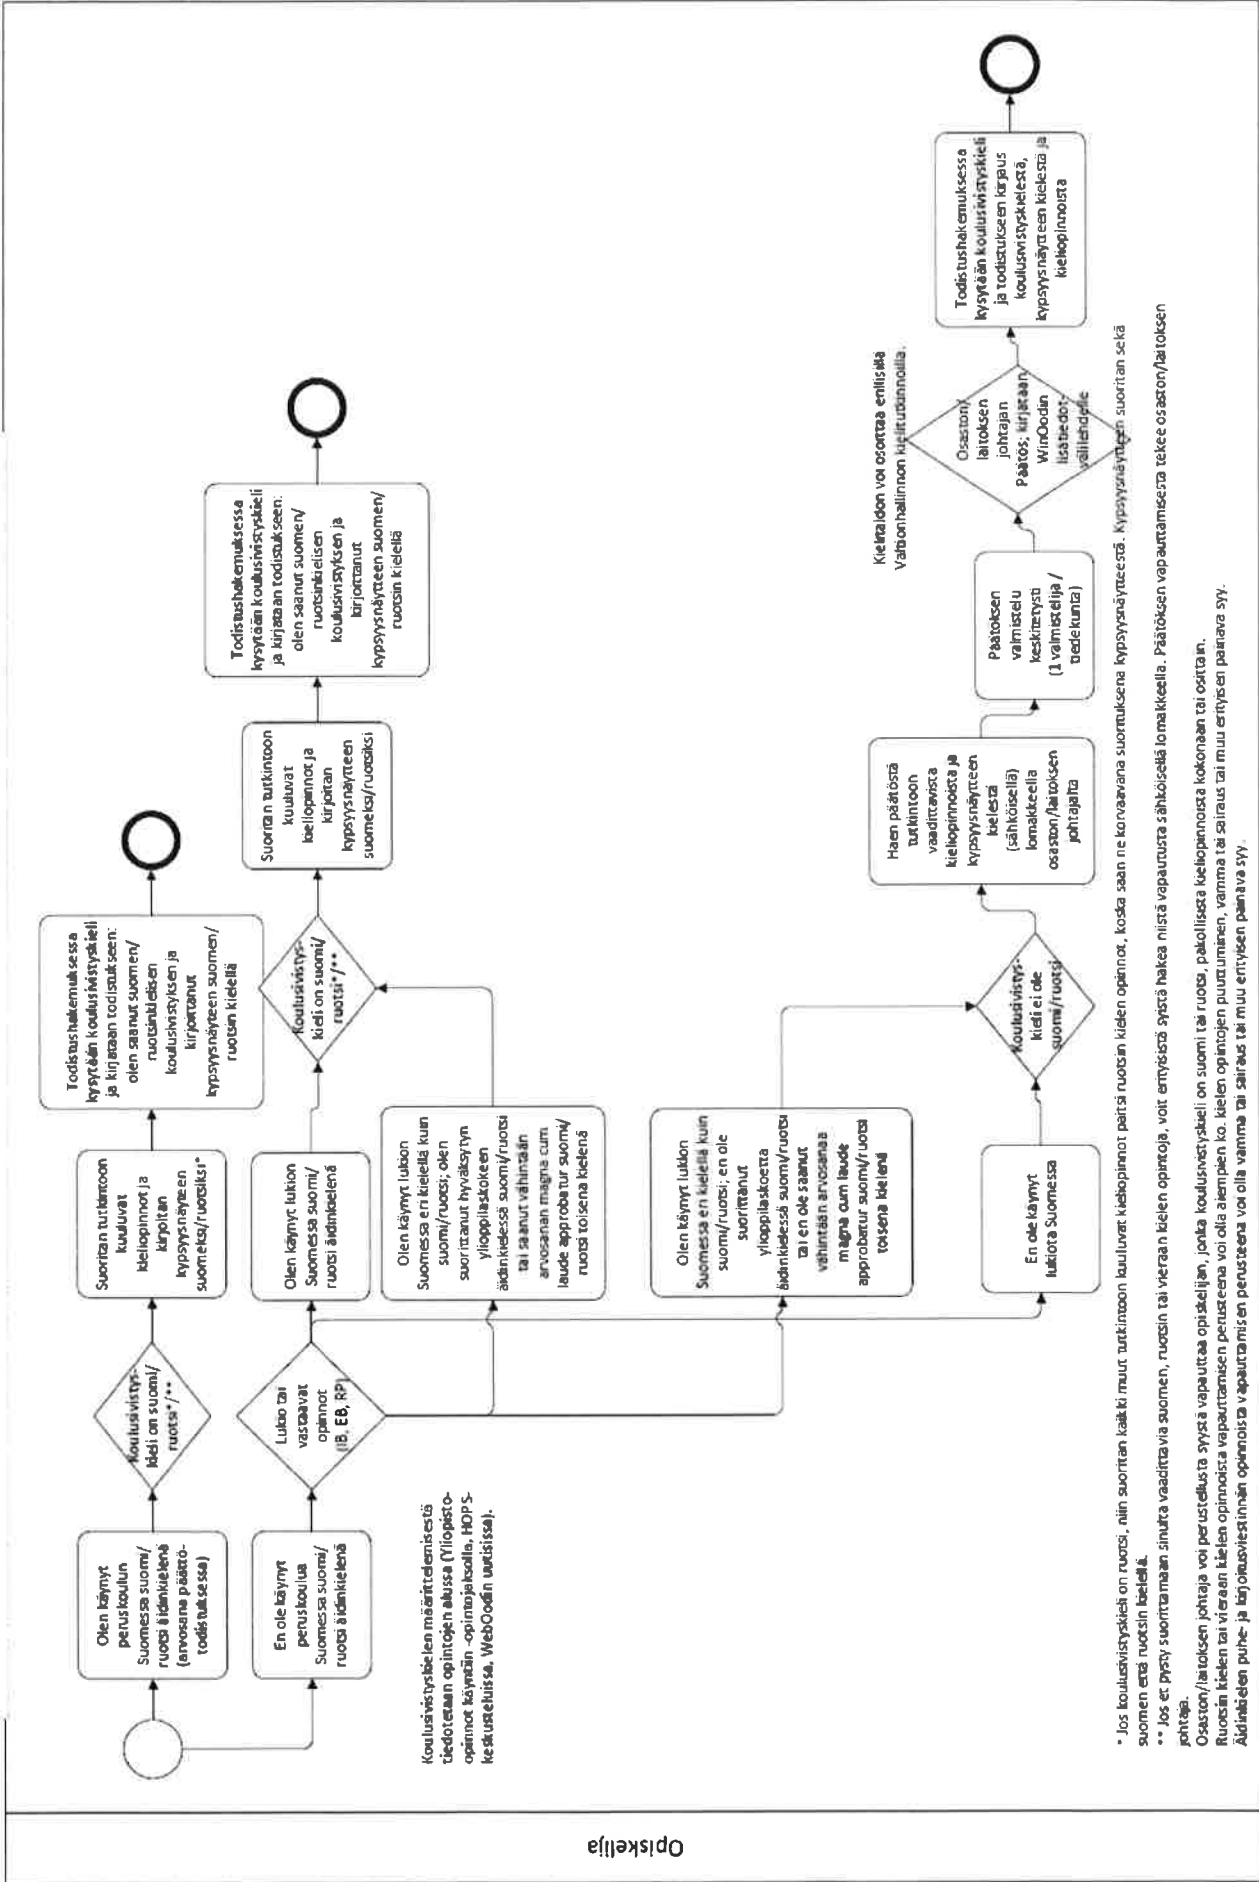 Opiskelija
Olen käynyt
peruskoulun
Suomessa suomi/
ruotsi äidinkielenä
(arvosana päättö-
todistuksessa)
Koulusivistys-
kieli on suomi/
ruotsi*/**
Suoritan tutkintoon
kuuluvat
kieliopinnot ja
kirjoitan
kypsyysnäytteen
suomeksi/ruotsiksi*
Todistushakemuksessa
kysytään koulusivistyskieli
ja kirjataan todistukseen:
olen saanut suomen/
ruotsinkielisen
koulusivistyksen ja
kirjoittanut
kypsyysnäyteen suomen/
ruotsin kielellä
En ole käynyt
peruskoulua
Suomessa suomi/
ruotsi äidinkielenä
Lukio tai
vastaavat
opinnot
(IB, EB, RP)
Olen käynyt lukion
Suomessa suomi/
ruotsi äidinkielenä
Koulusivistys-
kieli on suomi/
ruotsi*/**
Suoritan tutkintoon
kuuluvat
kieliopinnot ja
kirjoitan
kypsyysnäytteen
suomeksi/ruotsiksi
Todistushakemuksessa
kysytään koulusivistyskieli
ja kirjataan todistukseen:
olen saanut suomen/
ruotsinkielisen
koulusivistyksen ja
kirjoittanut
kypsyysnäytteen suomen/
ruotsin kielellä
Koulusivistyskielen määrittelemisestä
tiedotetaan opintojen alussa (Yliopisto-
opinnot käyntiin -opintojaksolla, HOPS-
keskusteluissa, WebOodin uutisissa).
Olen käynyt lukion
Suomessa eri kielellä kuin
suomi/ruotsi; olen
suorittanut hyväksytyn
ylioppilaskokeen
äidinkielessä suomi/ruotsi
tai saanut vähintään
arvosanan magna cum
laude approbatur suomi/
ruotsi toisena kielenä
Olen käynyt lukion
Suomessa eri kielellä kuin
suomi/ruotsi; en ole
suorittanut
ylioppilaskoetta
äidinkielessä suomi/ruotsi
tai en ole saanut
vähintään arvosanaa
magna cum laude
approbatur suomi/ruotsi
toisena kielenä
En ole käynyt
lukiota Suomessa
Koulusivistys-
kieli ei ole
suomi/ruotsi
Haen päätöstä
tutkintoon
vaadittavista
kieliopinnoista ja
kypsyysnäytteen
kielestä
(sähköisellä)
lomakkeella
osaston/laitoksen
johtajalta
Päätöksen
valmistelu
keskitetysti
(1 valmistelija /
tiedekunta)
Kielitaidon voi osoittaa erillisillä
Valtionhallinnon kielitutkinnoilla.
Osaston/
laitoksen
johtajan
Päätös; kirjataan
WinOodin
lisätiedot-
välilehdelle
Todistushakemuksessa
kysytään koulusivistyskieli
ja todistukseen kirjaus
koulusivistyskielestä,
kypsyysnäytteen kielestä ja
kieliopinnoista
* Jos koulusivistyskieli on ruotsi, niin suoritan kaikki muut tutkintoon kuuluvat kieliopinnot paitsi ruotsin kielen opinnot, koska saan ne korvaavana suorituksena kypsyysnäytteestä. Kypsyysnäytteen suoritan sekä
suomen että ruotsin kielellä.
** Jos et pysty suorittamaan sinulta vaadittavia suomen, ruotsin tai vieraan kielen opintoja, voit erityisistä syistä hakea niistä vapautusta sähköisellä lomakkeella. Päätöksen vapauttamisesta tekee osaston/laitoksen
johtaja.
Osaston/laitoksen johtaja voi perustellusta syystä vapauttaa opiskelijan, jonka koulusivistyskieli on suomi tai ruotsi, pakollisista kieliopinnoista kokonaan tai osittain.
Ruotsin kielen tai vieraan kielen opinnoista vapauttamisen perusteena voi olla aiempien ko. kielen opintojen puuttuminen, vamma tai sairaus tai muu erityisen painava syy.
Äidinkielen puhe- ja kirjoitusviestinnän opinnoista vapauttamisen perusteena voi olla vamma tai sairaus tai muu erityisen painava syy.